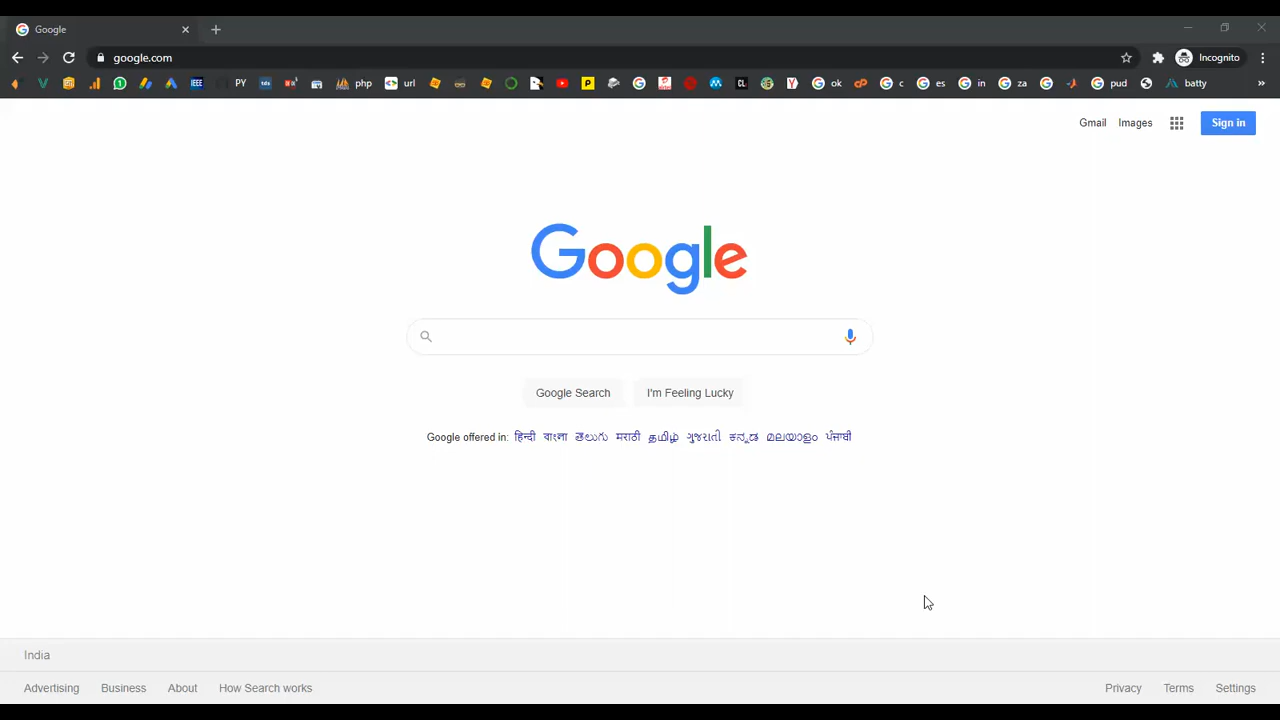 Google
google.com
Incognito
PY php url ok c es in za pud batty
Gmail Images Sign in
Google
Google Search I'm Feeling Lucky
Google offered in: हिन्दी বাংলা తెలుగు मराठी தமிழ் ગુજરાતી ಕನ್ನಡ മലയാളം ਪੰਜਾਬੀ
India
Advertising Business About How Search works
Privacy Terms Settings